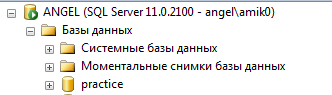 ANGEL (SQL Server 11.0.2100 - angel\amik0)
Базы данных
Системные базы данных
Моментальные снимки базы данных
practice